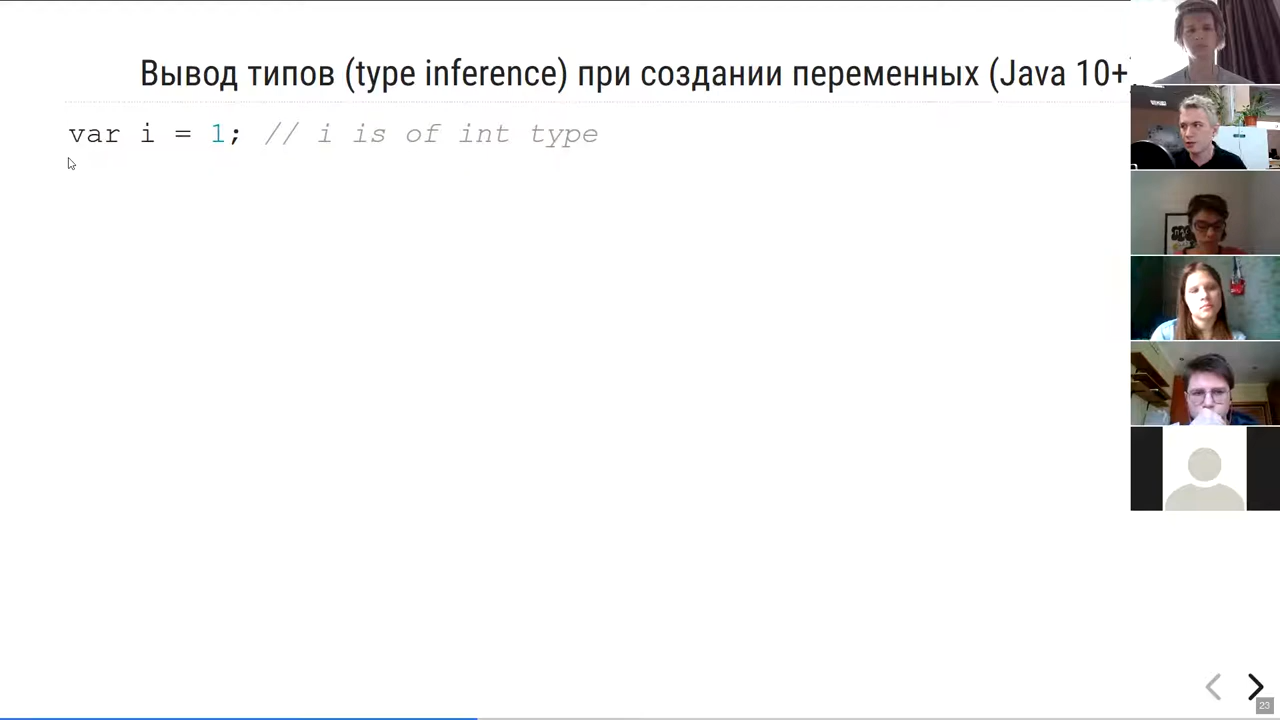 Вывод типов (type inference) при создании переменных (Java 10+
var i = 1; // i is of int type
23